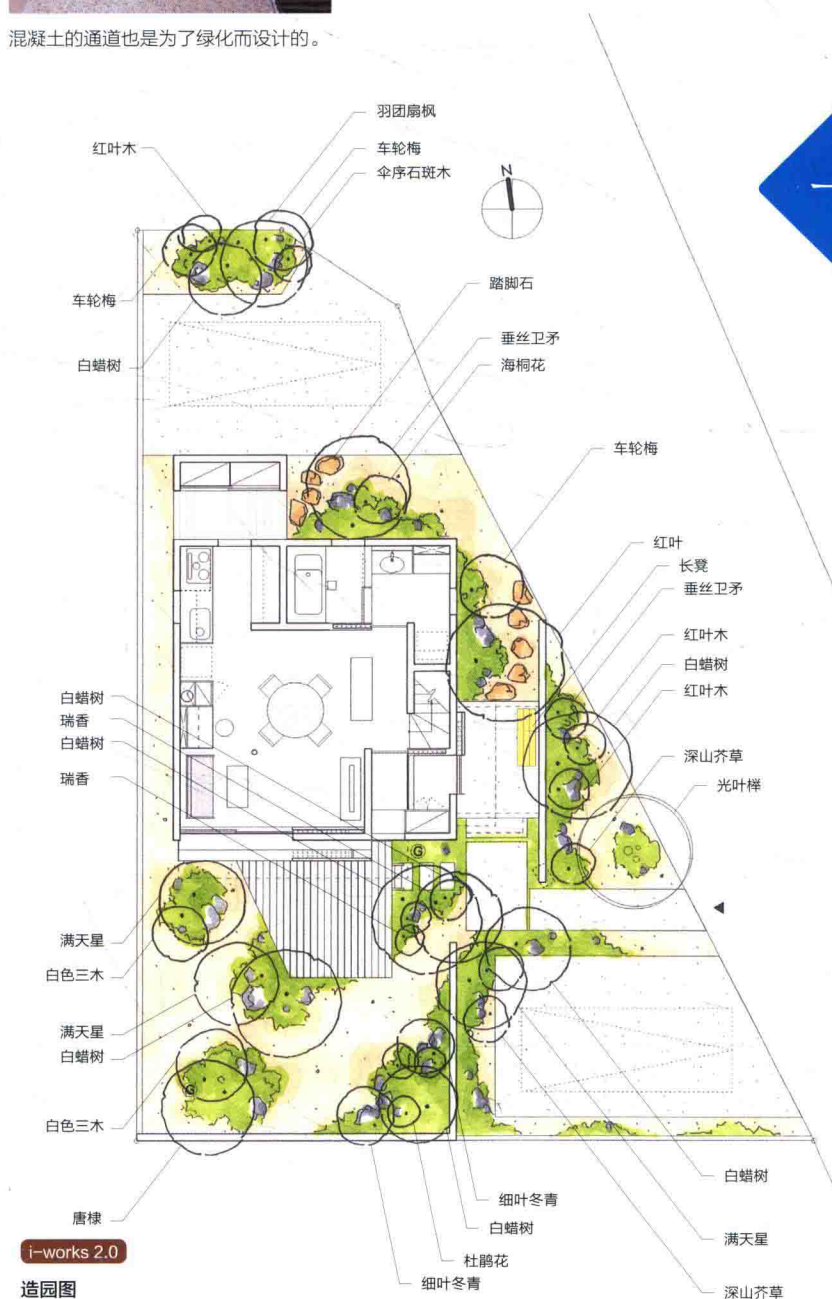 混凝土的通道也是为了绿化而设计的。
羽团扇枫
红叶木
车轮梅
伞序石斑木
N
车轮梅
踏脚石
白蜡树
垂丝卫矛
海桐花
车轮梅
红叶
长凳
垂丝卫矛
红叶木
白蜡树
红叶木
白蜡树
瑞香
白蜡树
瑞香
深山芥草
光叶榉
G
满天星
白色三木
满天星
白蜡树
G
白色三木
唐棣
细叶冬青
白蜡树
杜鹃花
细叶冬青
白蜡树
满天星
深山芥草
i-works 2.0
造园图